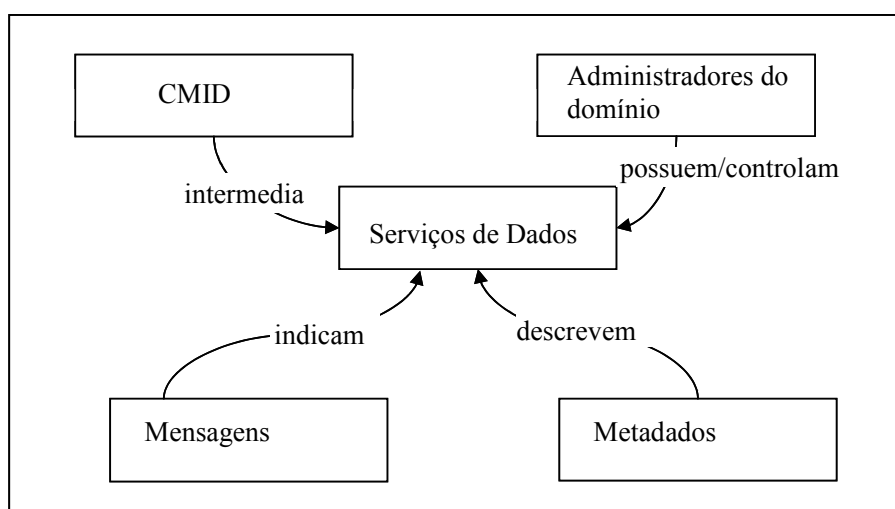 CMID
Administradores do
domínio
intermedia
possuem/controlam
Serviços de Dados
indicam
descrevem
Mensagens
Metadados